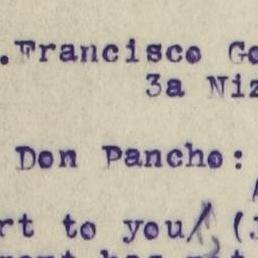 .Francisco Go
3a Niz
Don Pancho:
rt to you (